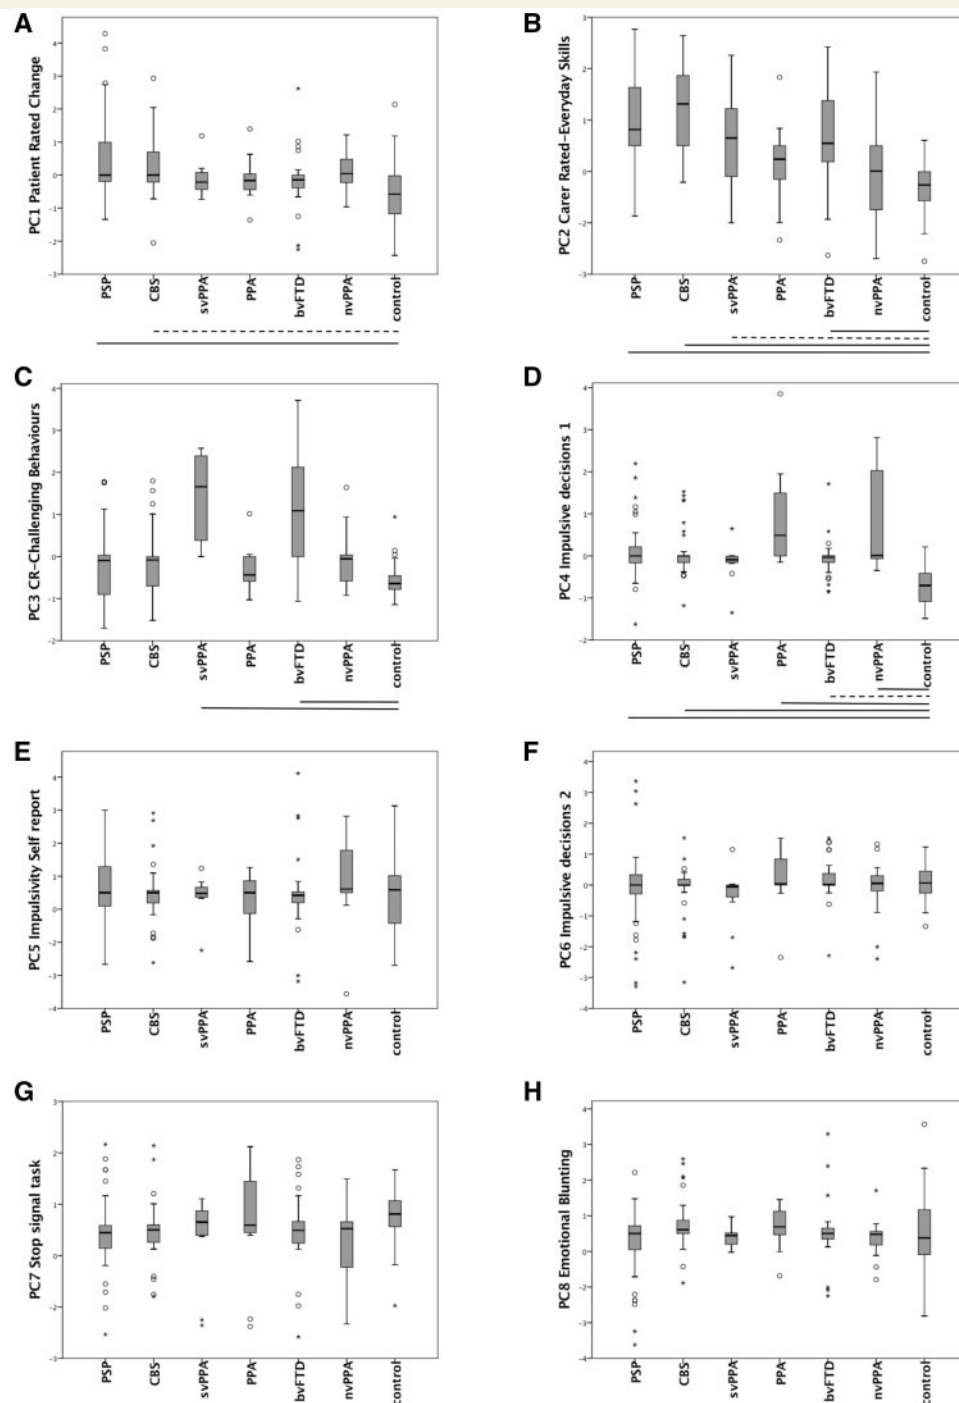 A
PC1 Patient Rated Change
4
3
2
1
0
-1
-2
-3
PSP
CBS
svPPA
PPA
bvFTD
nvPPA
control
B
PC2 Carer Rated-Everyday Skills
3
2
1
0
-2
-3
PSP
CBS
svPPA
PPA
bvFTD
nvPPA
control
C
PC3 CR-Challenging Behaviours
4
3
2
1
0
-1
-2
PSP
CBS
svPPA
PPA
bvFTD
nvPPA
control
D
PC4 Impulsive decisions 1
4
3
2
1
0
-1
-2
PSP
CBS
svPPA
PPA
bvFTD
nvPPA
control
E
PC5 Impulsivity Self report
4
3
2
1
0
-2
-3
-4
PSP
CBS
svPPA
PPA
bvFTD
nvPPA
control
F
PC6 Impulsive decisions 2
4
3
2
1
0
-1
-2
-3
-4
PSP
CBS
svPPA
PPA
bvFTD
nvPPA
control
G
PC7 Stop signal task
3
2
1
0
-2
-3
PSP
CBS
svPPA
PPA
bvFTD
nvPPA
control
H
PC8 Emotional Blunting
4
3
2
1
0
-2
-3
-4
PSP
CBS
svPPA
PPA
bvFTD
nvPPA
control